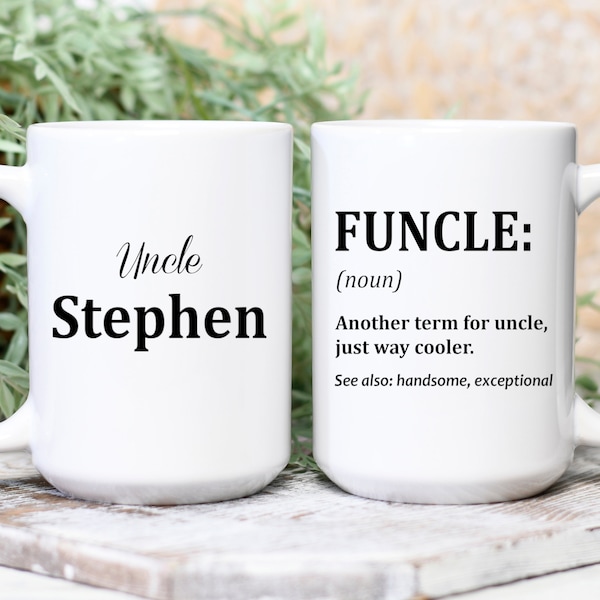 Uncle
Stephen
FUNCLE:
(noun)
Another term for uncle,
just way cooler.
See also: handsome, exceptional